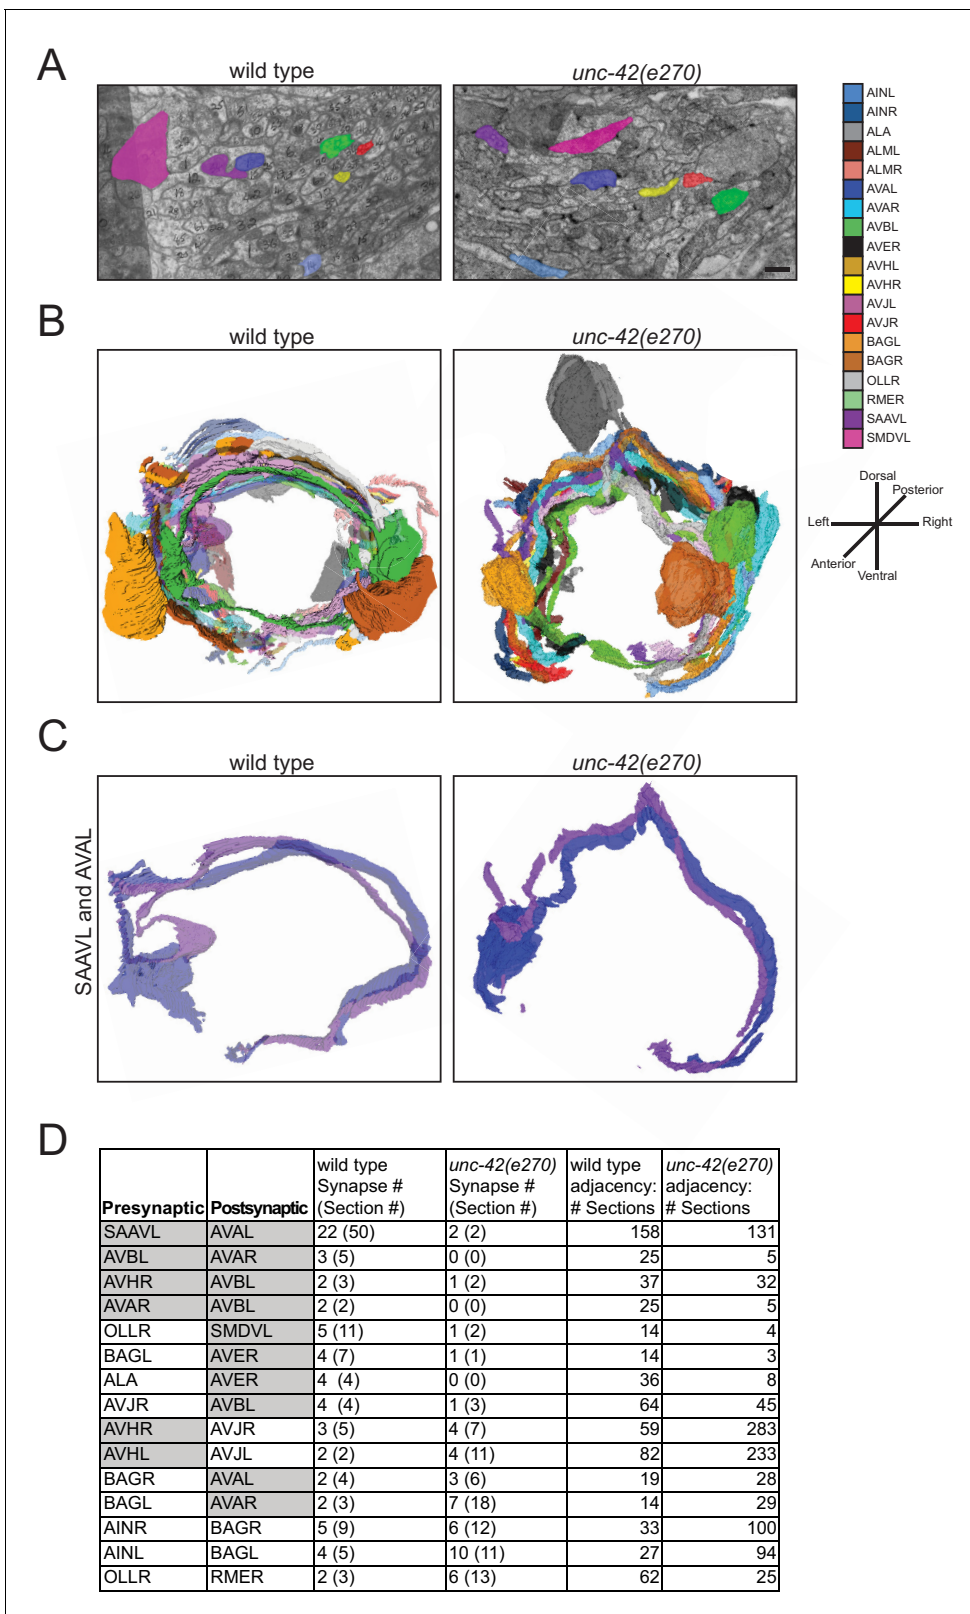 A
wild type
unc-42(e270)
AINL
AINR
ALA
ALML
ALMR
AVAL
AVAR
AVBL
AVER
AVHL
AVHR
AVJL
AVJR
BAGL
BAGR
OLLR
RMER
SAAVL
SMDVL
B
wild type
unc-42(e270)
Dorsal
Posterior
Left
Right
Anterior
Ventral
C
wild type
unc-42(e270)
SAAVL and AVAL
D
Presynaptic Postsynaptic wild type Synapse # (Section #) unc-42(e270) Synapse # (Section #) wild type adjacency: # Sections unc-42(e270) adjacency: # Sections
SAAVL AVAL 22 (50) 2 (2) 158 131
AVBL AVAR 3 (5) 0 (0) 25 5
AVHR AVBL 2 (3) 1 (2) 37 32
AVAR AVBL 2 (2) 0 (0) 25 5
OLLR SMDVL 5 (11) 1 (2) 14 4
BAGL AVER 4 (7) 1 (1) 14 3
ALA AVER 4 (4) 0 (0) 36 8
AVJR AVBL 4 (4) 1 (3) 64 45
AVHR AVJR 3 (5) 4 (7) 59 283
AVHL AVJL 2 (2) 4 (11) 82 233
BAGR AVAL 2 (4) 3 (6) 19 28
BAGL AVAR 2 (3) 7 (18) 14 29
AINR BAGR 5 (9) 6 (12) 33 100
AINL BAGL 4 (5) 10 (11) 27 94
OLLR RMER 2 (3) 6 (13) 62 25